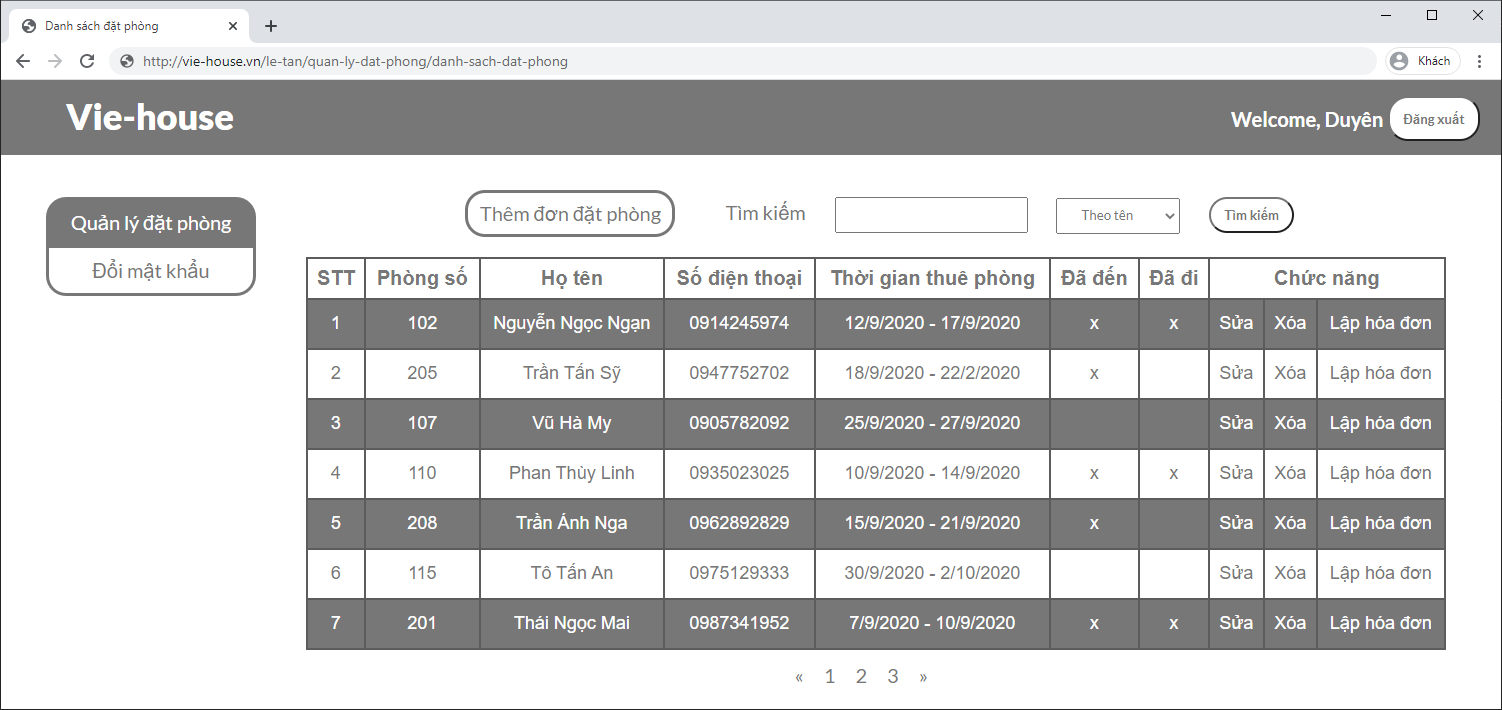 Danh sách đặt phòng
http://vie-house.vn/le-tan/quan-ly-dat-phong/danh-sach-dat-phong
Khách
Vie-house
Welcome, Duyên
Đăng xuất
Quản lý đặt phòng
Đổi mật khẩu
Thêm đơn đặt phòng
Tìm kiếm
Theo tên
Tìm kiếm
STT Phòng số Họ tên Số điện thoại Thời gian thuê phòng Đã đến Đã đi Chức năng
1 102 Nguyễn Ngọc Ngạn 0914245974 12/9/2020 - 17/9/2020 x x Sửa Xóa Lập hóa đơn
2 205 Trần Tấn Sỹ 0947752702 18/9/2020 - 22/2/2020 x Sửa Xóa Lập hóa đơn
3 107 Vũ Hà My 0905782092 25/9/2020 - 27/9/2020 Sửa Xóa Lập hóa đơn
4 110 Phan Thùy Linh 0935023025 10/9/2020 - 14/9/2020 x x Sửa Xóa Lập hóa đơn
5 208 Trần Ánh Nga 0962892829 15/9/2020 - 21/9/2020 x Sửa Xóa Lập hóa đơn
6 115 Tô Tấn An 0975129333 30/9/2020 - 2/10/2020 Sửa Xóa Lập hóa đơn
7 201 Thái Ngọc Mai 0987341952 7/9/2020 - 10/9/2020 x x Sửa Xóa Lập hóa đơn
« 1 2 3 »